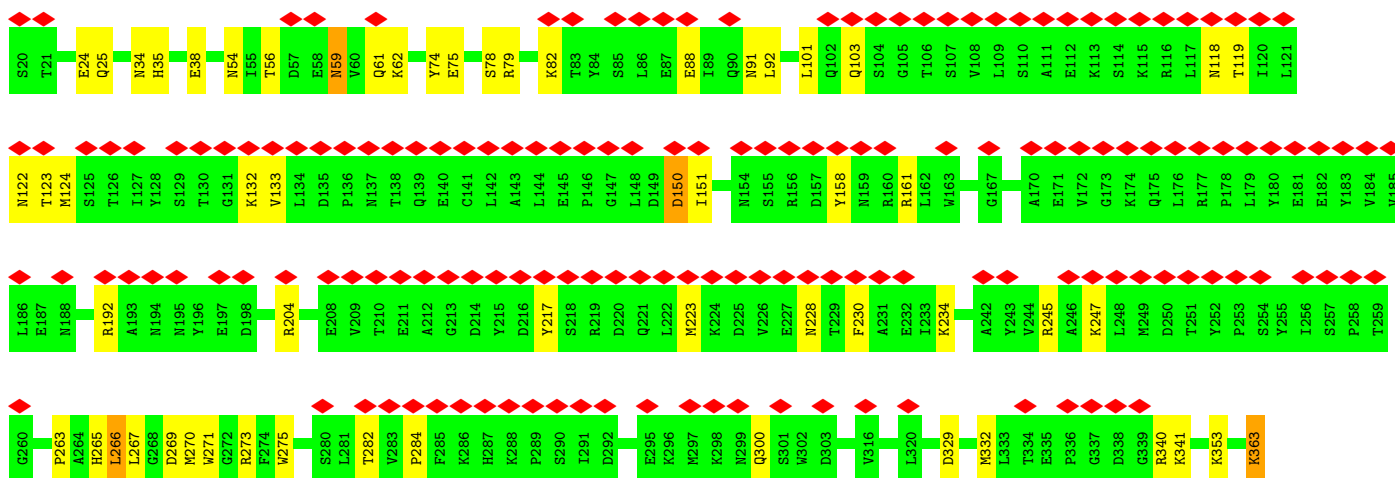 S20 T21 E24 Q25 N34 H35 E38 N54 I55 T56 D57 E58 N59 V60 Q61 K62 Y74 E75 S78 R79 K82 T83 Y84 S85 L86 E87 E88 I89 Q90 N91 L92 L101 Q102 Q103 S104 G105 T106 S107 V108 L109 S110 A111 E112 K113 S114 K115 R116 L117 N118 T119 I120 L121
N122 T123 M124 S125 T126 I127 Y128 S129 T130 G131 K132 V133 L134 D135 P136 N137 T138 Q139 E140 C141 L142 A143 L144 E145 P146 G147 L148 D149 D150 I151 N154 S155 R156 D157 Y158 N159 R160 R161 L162 W163 G167 A170 E171 V172 G173 K174 Q175 L176 R177 P178 L179 Y180 E181 E182 Y183 V184 V185
L186 E187 N188 R192 A193 N194 N195 Y196 E197 D198 R204 E208 V209 T210 E211 A212 G213 D214 Y215 D216 Y217 S218 R219 D220 Q221 L222 M223 K224 D225 V226 E227 N228 T229 F230 A231 E232 I233 K234 A242 Y243 V244 R245 A246 K247 L248 M249 D250 T251 Y252 P253 S254 Y255 I256 S257 P258 T259
G260 P263 A264 H265 L266 L267 G268 D269 M270 W271 G272 R273 F274 W275 S280 L281 T282 V283 P284 F285 K286 H287 K288 P289 S290 I291 D292 E295 K296 M297 K298 N299 Q300 S301 W302 D303 V316 L320 D329 M332 L333 T334 E335 P336 G337 D338 G339 R340 K341 K353 K363